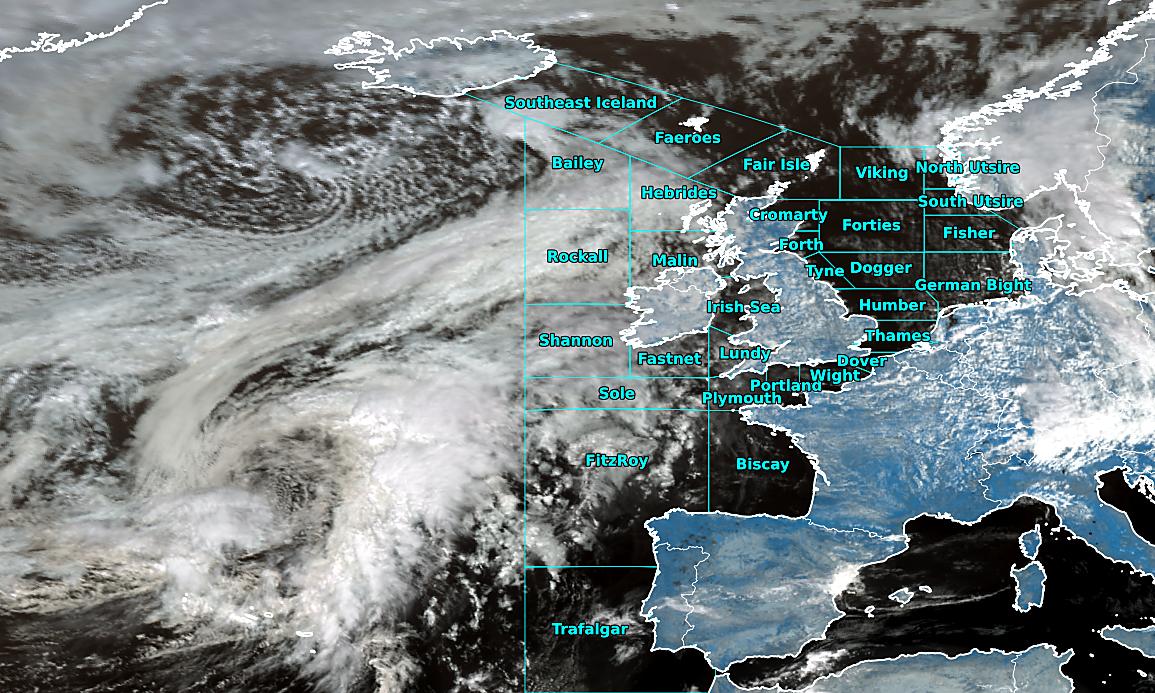 Southeast Iceland
Faeroes
Bailey
Fair Isle
Viking
North Utsire
Hebrides
South Utsire
Cromarty
Forties
Fisher
Forth
Rockall
Malin
Tyne
Dogger
German Bight
Irish Sea
Humber
Shannon
Thames
Fastnet
Lundy
Dover
Wight
Portland
Sole
Plymouth
FitzRoy
Biscay
Trafalgar